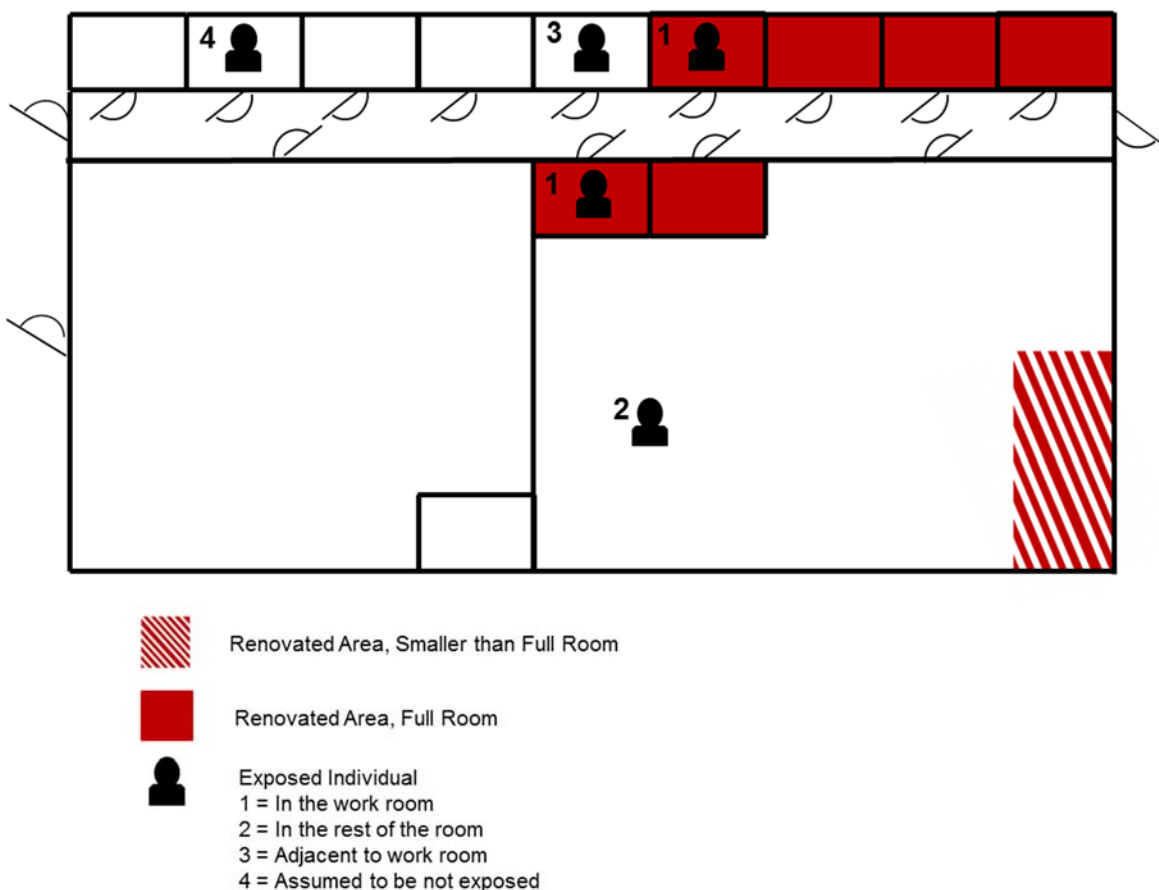 4
3
1
1
2
Renovated Area, Smaller than Full Room
Renovated Area, Full Room
Exposed Individual
1 = In the work room
2 = In the rest of the room
3 = Adjacent to work room
4 = Assumed to be not exposed